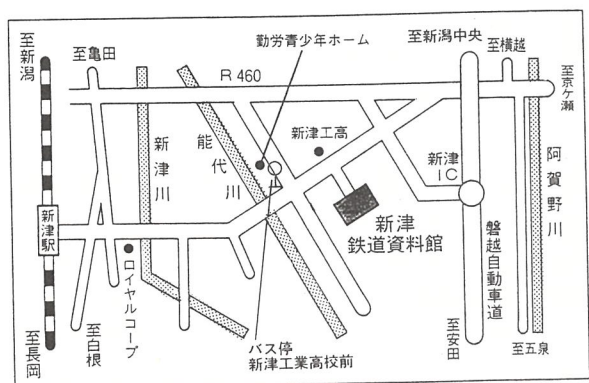 勤労青少年ホーム
至新潟中央
至横越
至新潟
至亀田
R 460
至京ケ瀬
新津川
能代川
新津工高
新津
IC
阿賀野川
新津駅
新津
鉄道資料館
磐越自動車道
ロイヤルコープ
至長岡
至白根
バス停
新津工業高校前
至安田
至五泉